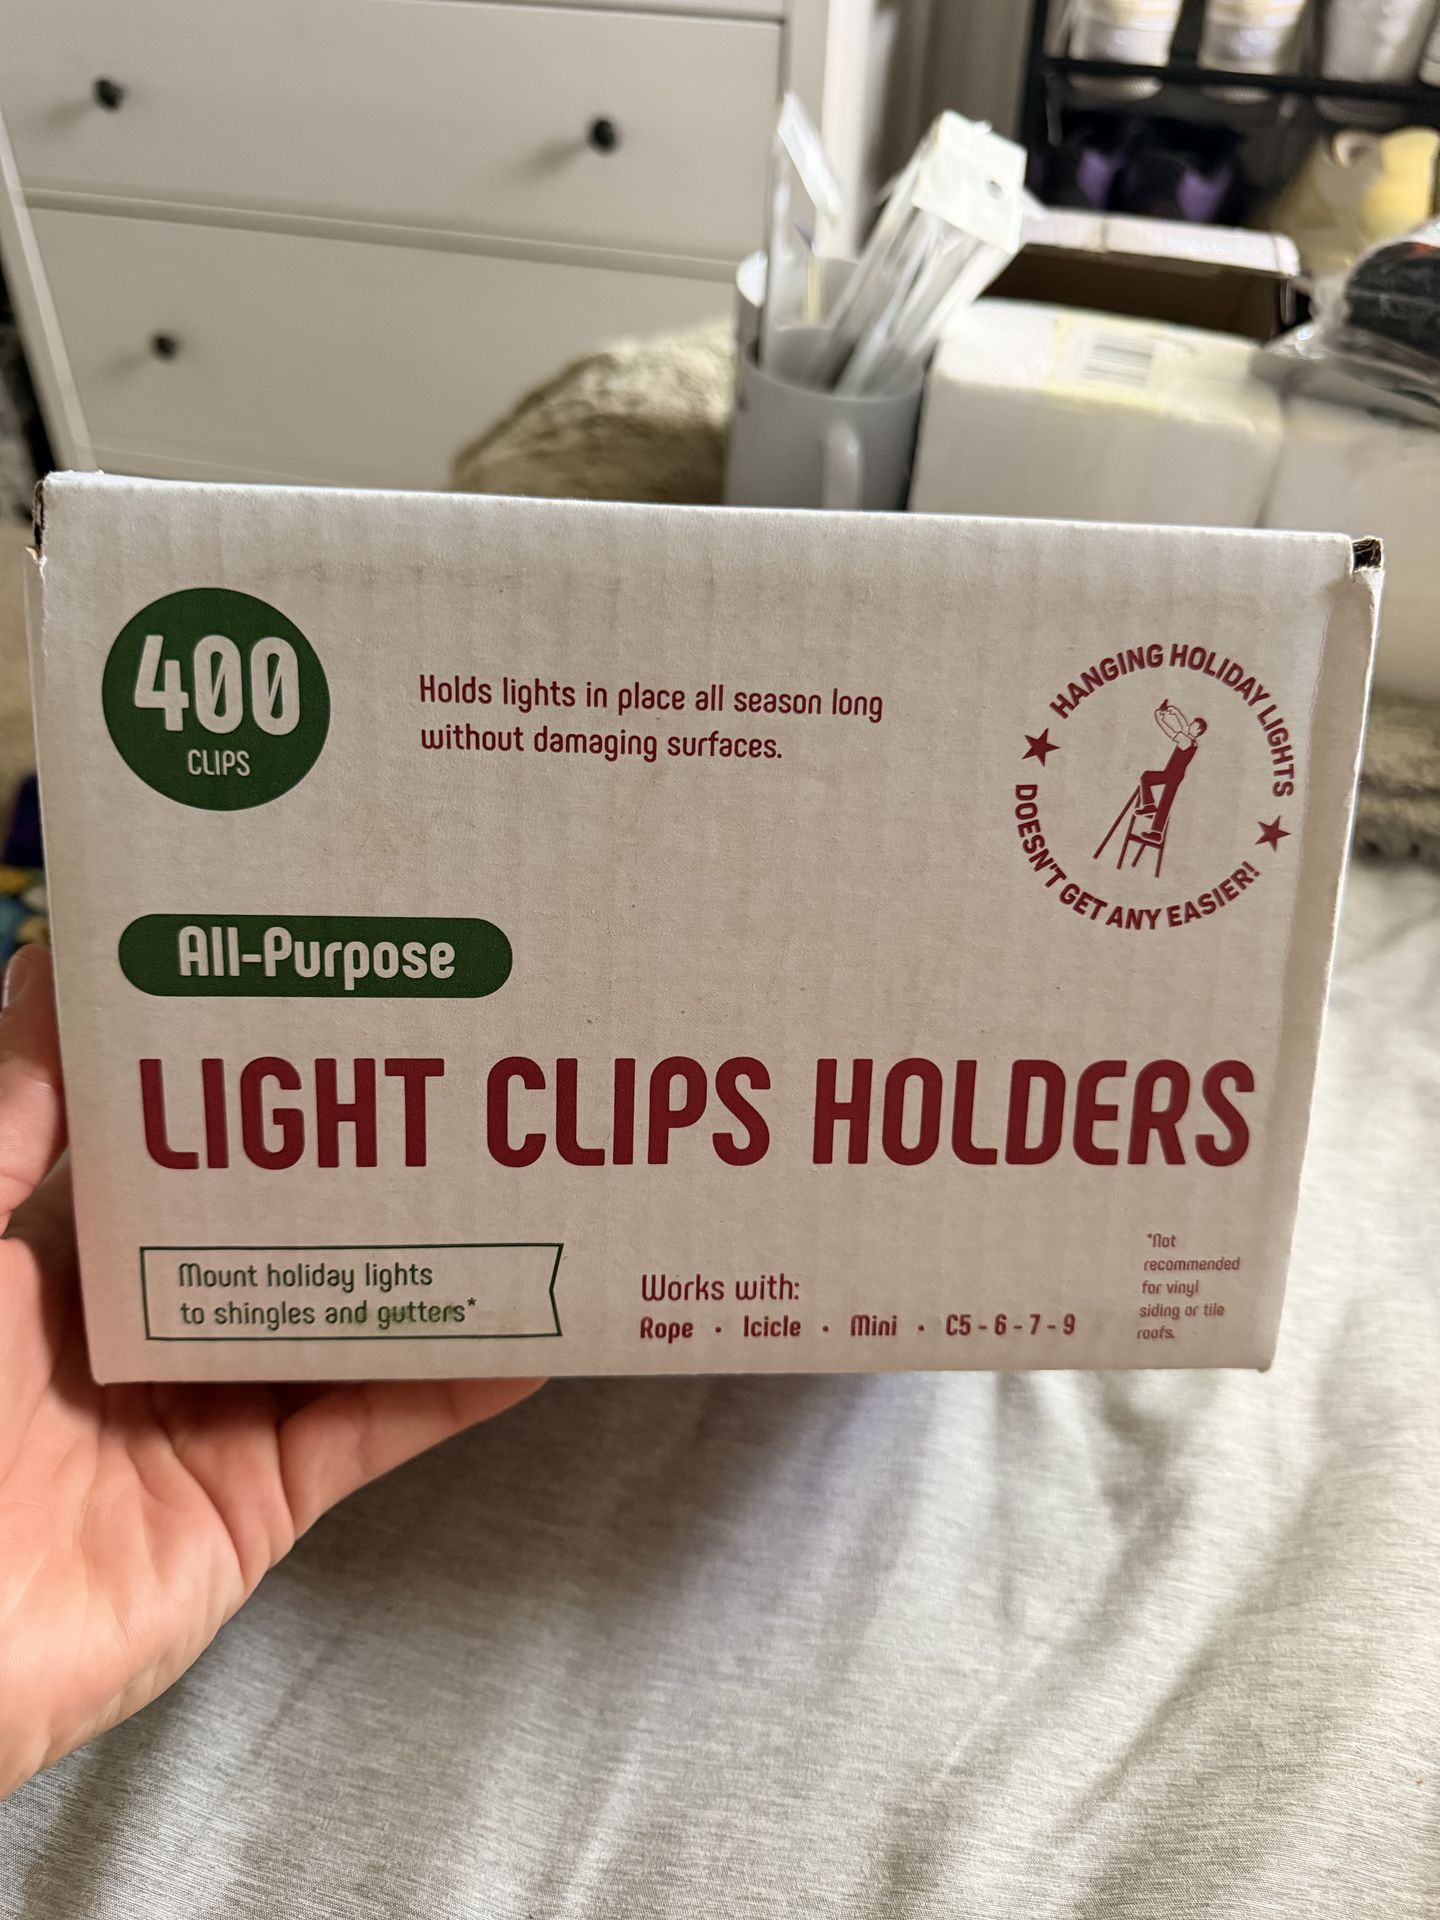 400
CLIPS
Holds lights in place all season long
without damaging surfaces.
HANGING HOLIDAY LIGHTS
DOESN'T GET ANY EASIER!
All-Purpose
LIGHT CLIPS HOLDERS
Mount holiday lights
to shingles and gutters*
Works with:
Rope • Icicle • Mini • C5 - 6 - 7 - 9
*Not
recommended
for vinyl
siding or tile
roofs.